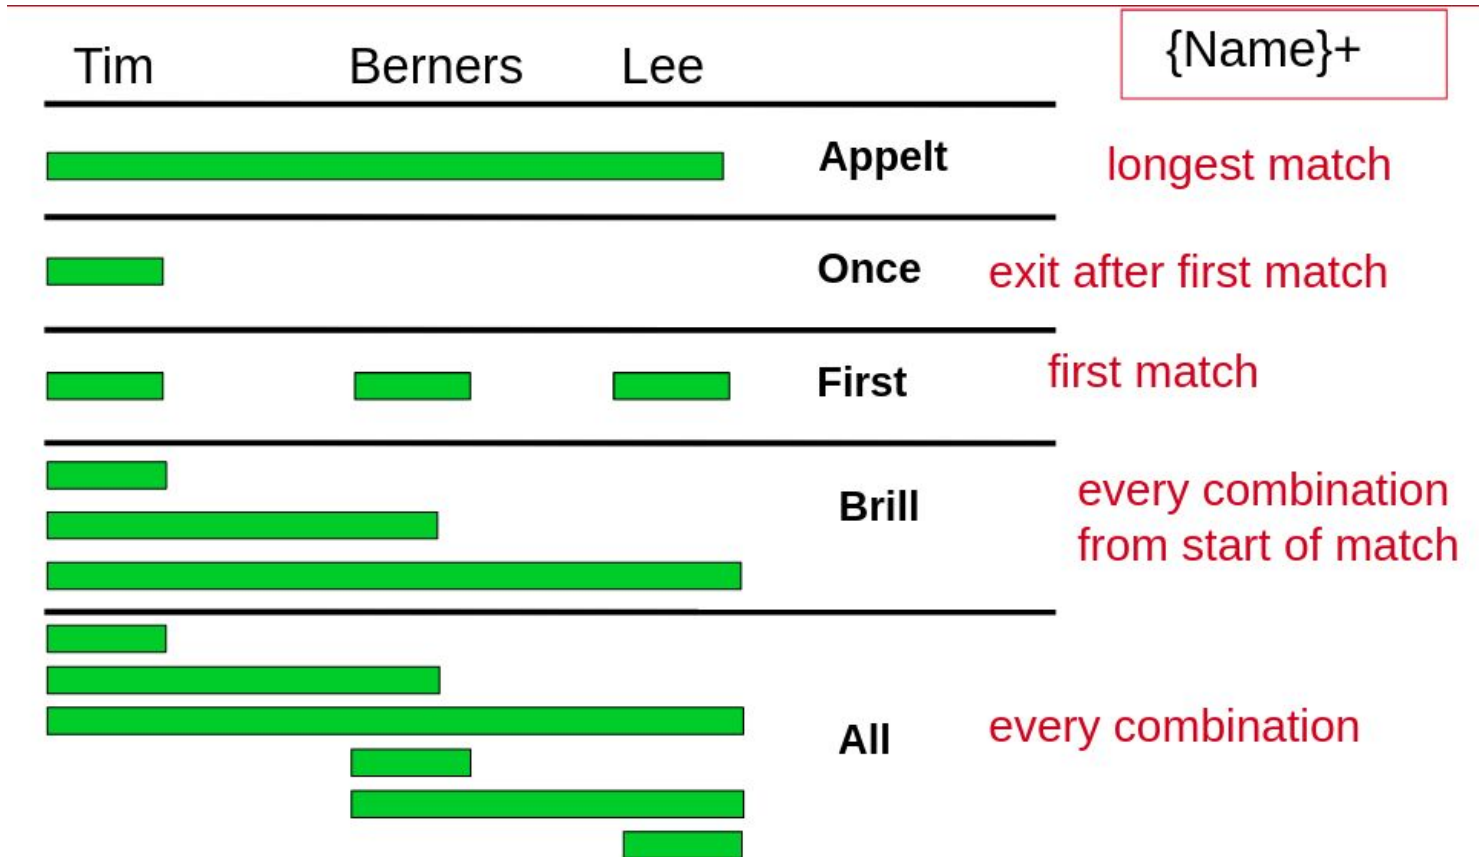 Tim Berners Lee
{Name}+
Appelt
longest match
Once
exit after first match
First
first match
Brill
every combination
from start of match
All
every combination